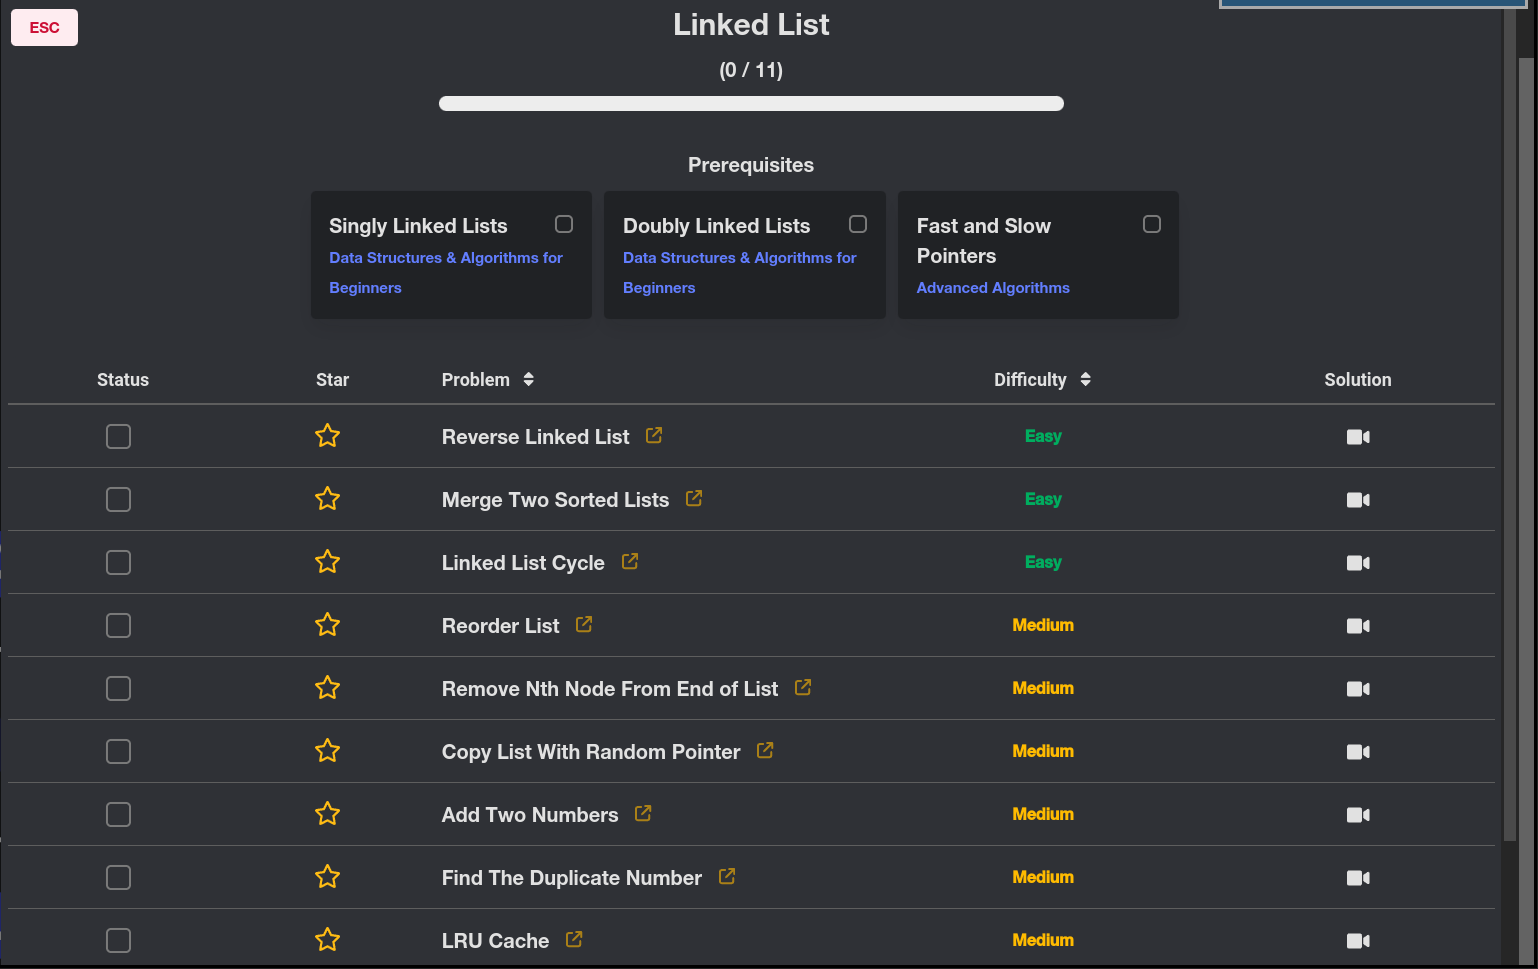 ESC
Linked List
(0 / 11)
Prerequisites
Singly Linked Lists
Data Structures & Algorithms for
Beginners
Doubly Linked Lists
Data Structures & Algorithms for
Beginners
Fast and Slow
Pointers
Advanced Algorithms
Status Star Problem Difficulty Solution
Reverse Linked List Easy
Merge Two Sorted Lists Easy
Linked List Cycle Easy
Reorder List Medium
Remove Nth Node From End of List Medium
Copy List With Random Pointer Medium
Add Two Numbers Medium
Find The Duplicate Number Medium
LRU Cache Medium